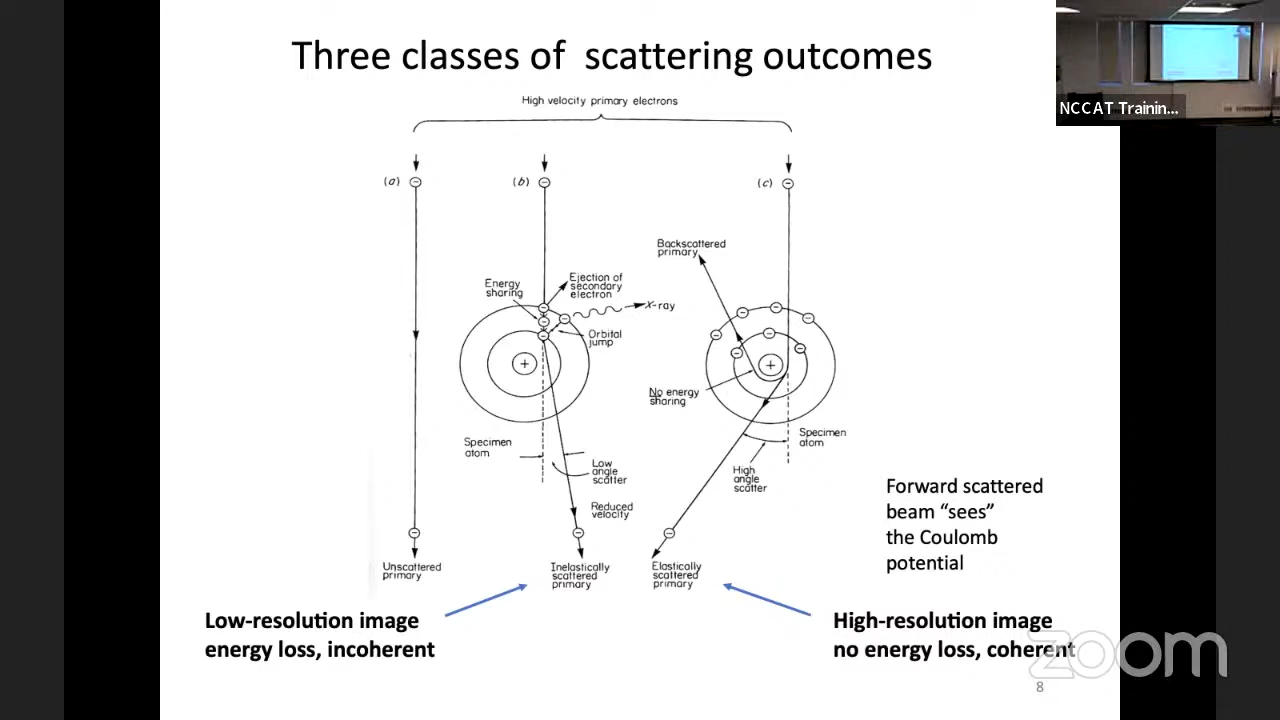 Three classes of scattering outcomes
NCCAT Trainin...
High velocity primary electrons
(a)
(b)
(c)
Backscattered
primary
Energy
sharing
Ejection of
secondary
electron
X-ray
Orbital
jump
No energy
sharing
Specimen
atom
Specimen
atom
Low
angle
scatter
High
angle
scatter
Reduced
velocity
Forward scattered
beam “sees”
the Coulomb
potential
Unscattered
primary
Inelastically
scattered
primary
Elastically
scattered
primary
Low-resolution image
energy loss, incoherent
High-resolution image
no energy loss, coherent
zoom
8